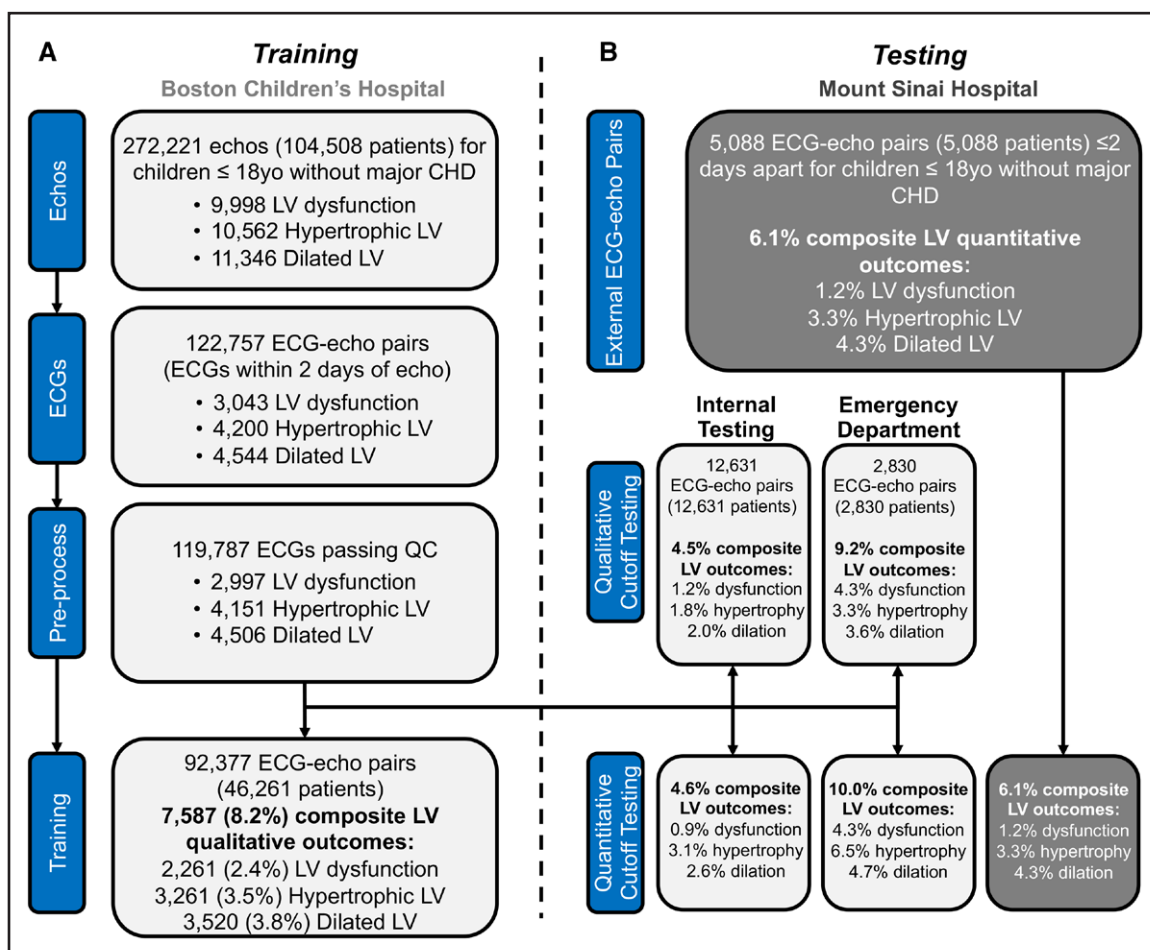 A
Training
Boston Children's Hospital
Echos
272,221 echos (104,508 patients) for
children ≤ 18yo without major CHD
• 9,998 LV dysfunction
• 10,562 Hypertrophic LV
• 11,346 Dilated LV
ECGs
122,757 ECG-echo pairs
(ECGs within 2 days of echo)
• 3,043 LV dysfunction
• 4,200 Hypertrophic LV
• 4,544 Dilated LV
Pre-process
119,787 ECGs passing QC
• 2,997 LV dysfunction
• 4,151 Hypertrophic LV
• 4,506 Dilated LV
Training
92,377 ECG-echo pairs
(46,261 patients)
7,587 (8.2%) composite LV
qualitative outcomes:
2,261 (2.4%) LV dysfunction
3,261 (3.5%) Hypertrophic LV
3,520 (3.8%) Dilated LV
B
Testing
Mount Sinai Hospital
External ECG-echo Pairs
5,088 ECG-echo pairs (5,088 patients) ≤2
days apart for children ≤ 18yo without major
CHD
6.1% composite LV quantitative
outcomes:
1.2% LV dysfunction
3.3% Hypertrophic LV
4.3% Dilated LV
Qualitative
Cutoff Testing
Internal
Testing
12,631
ECG-echo pairs
(12,631 patients)
4.5% composite
LV outcomes:
1.2% dysfunction
1.8% hypertrophy
2.0% dilation
Emergency
Department
2,830
ECG-echo pairs
(2,830 patients)
9.2% composite
LV outcomes:
4.3% dysfunction
3.3% hypertrophy
3.6% dilation
Quantitative
Cutoff Testing
4.6% composite
LV outcomes:
0.9% dysfunction
3.1% hypertrophy
2.6% dilation
10.0% composite
LV outcomes:
4.3% dysfunction
6.5% hypertrophy
4.7% dilation
6.1% composite
LV outcomes:
1.2% dysfunction
3.3% hypertrophy
4.3% dilation